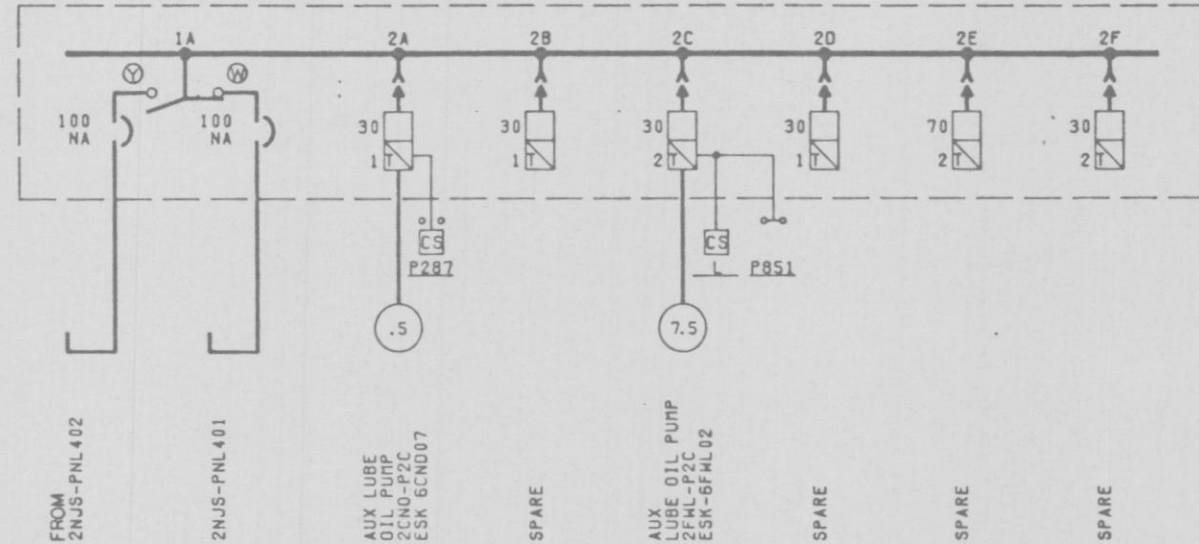 1A
2A
2B
2C
2D
2E
2F
Y
W
100
NA
100
NA
30
1
T
30
1
T
30
2
T
30
1
T
70
2
T
30
2
T
CS
P287
CS
L
P851
.5
7.5
FROM
2NJS-PNL402
2NJS-PNL401
AUX LUBE
OIL PUMP
2CNO-P2C
ESK 6CND07
SPARE
AUX
LUBE OIL PUMP
2FWL-P2C
ESK-6FWL02
SPARE
SPARE
SPARE